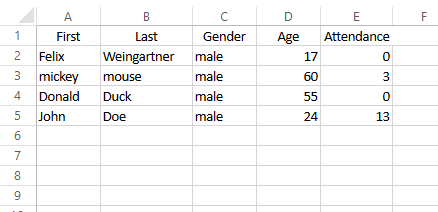 A B C D E F
1 First Last Gender Age Attendance
2 Felix Weingartner male 17 0
3 mickey mouse male 60 3
4 Donald Duck male 55 0
5 John Doe male 24 13
6
7
8
9